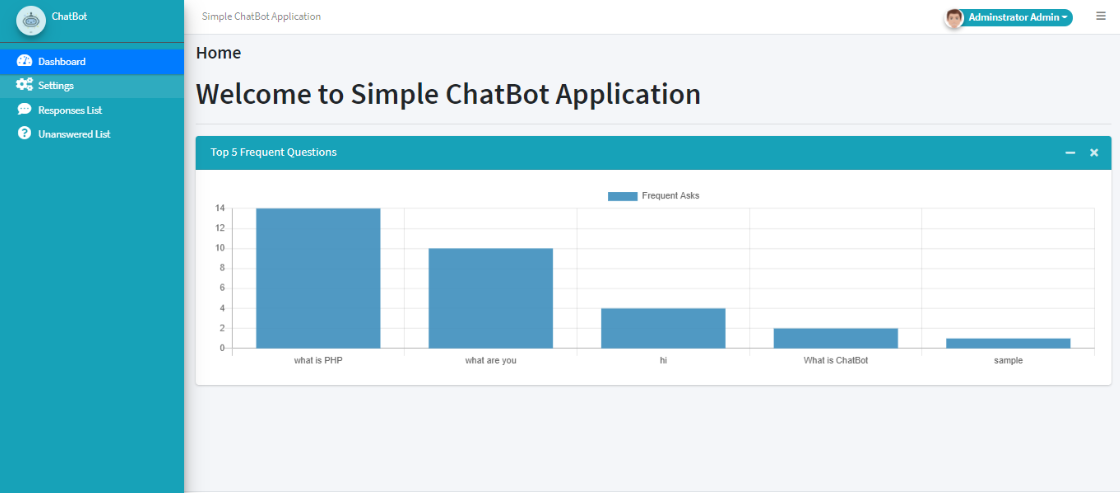 ChatBot
Simple ChatBot Application
Adminstrator Admin
Dashboard
Settings
Responses List
Unanswered List
Home
Welcome to Simple ChatBot Application
Top 5 Frequent Questions
Frequent Asks
14
12
10
8
6
4
2
0
what is PHP
what are you
hi
What is ChatBot
sample